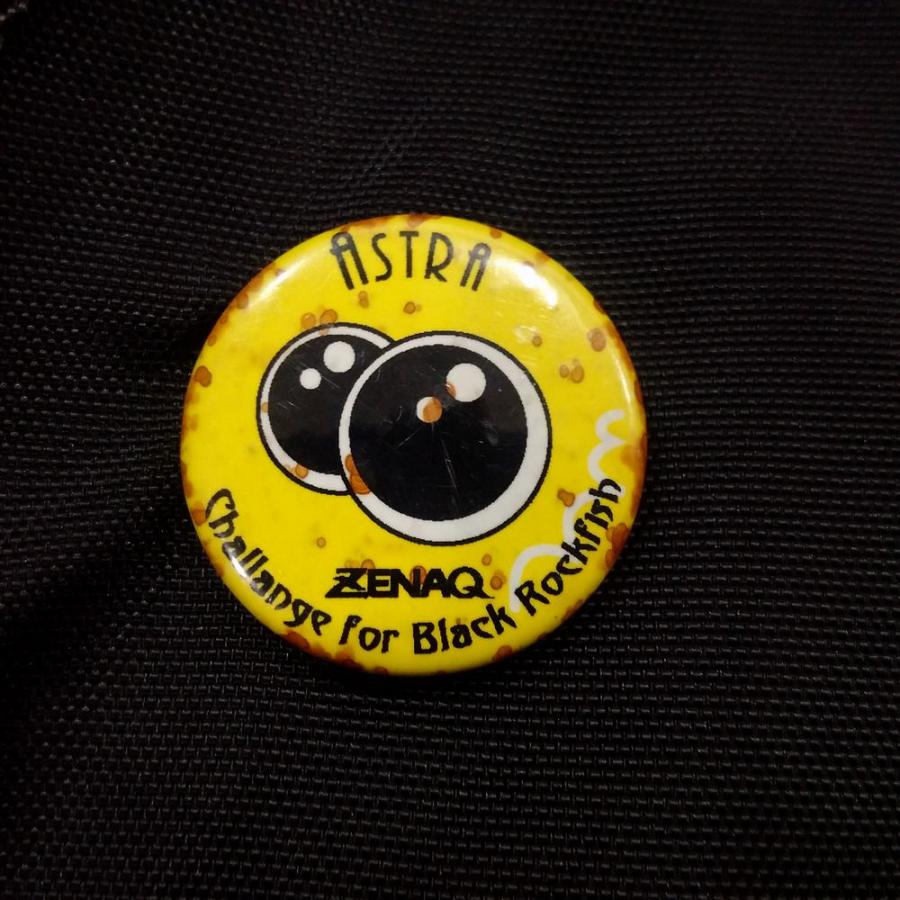 ASTRA
ZENAQ
Challange for Black Rockfish